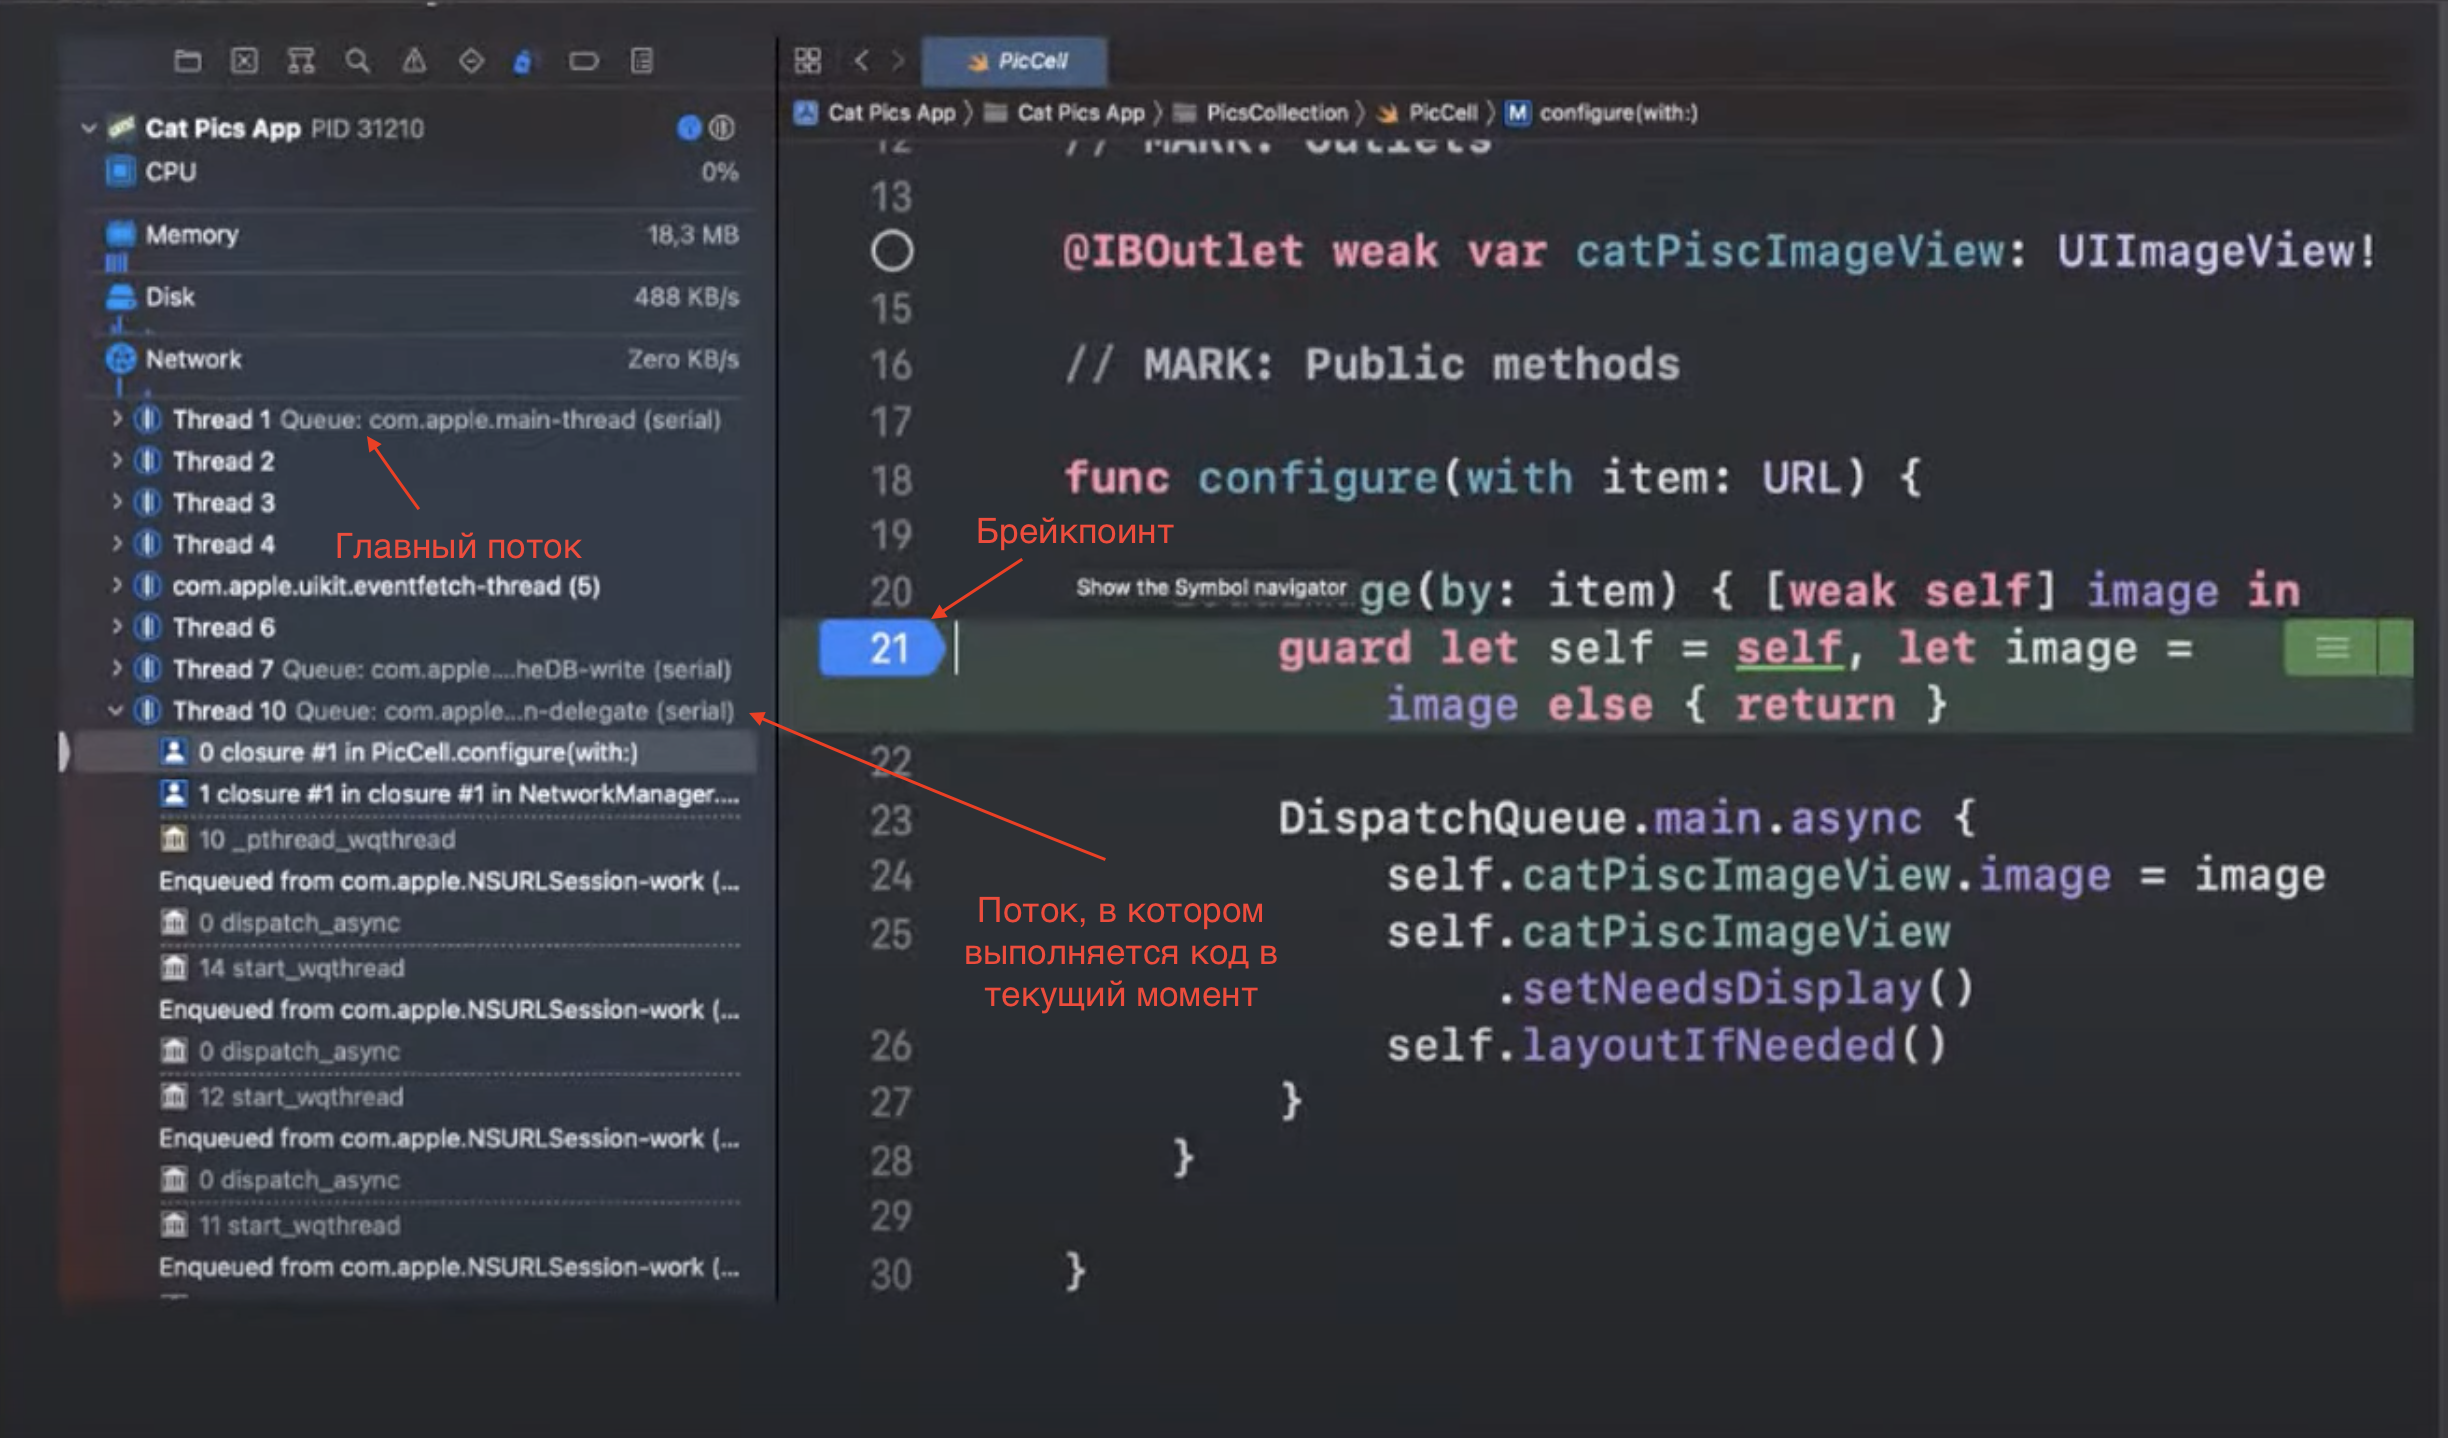 Cat Pics App PID 31210
CPU 0%
Memory 18,3 MB
Disk 488 KB/s
Network Zero KB/s
Thread 1 Queue: com.apple.main-thread (serial)
Thread 2
Thread 3
Главный поток
Thread 4
com.apple.uikit.eventfetch-thread (5)
Thread 6
Thread 7 Queue: com.apple....heDB-write (serial)
Thread 10 Queue: com.apple...n-delegate (serial)
0 closure #1 in PicCell.configure(with:)
1 closure #1 in closure #1 in NetworkManager....
10 _pthread_wqthread
Enqueued from com.apple.NSURLSession-work (...
0 dispatch_async
14 start_wqthread
Enqueued from com.apple.NSURLSession-work (...
0 dispatch_async
12 start_wqthread
Enqueued from com.apple.NSURLSession-work (...
0 dispatch_async
11 start_wqthread
Enqueued from com.apple.NSURLSession-work (...
PicCell
Cat Pics App 〉 Cat Pics App 〉 PicsCollection 〉 PicCell 〉 M configure(with:)
12 // MARK: Outlets
13
@IBOutlet weak var catPiscImageView: UIImageView!
15
16 // MARK: Public methods
17
18 func configure(with item: URL) {
19
Брейкпоинт
20 Show the Symbol navigator ge(by: item) { [weak self] image in
21 guard let self = self, let image =
image else { return }
22
23 DispatchQueue.main.async {
24 self.catPiscImageView.image = image
25 self.catPiscImageView
.setNeedsDisplay()
26 self.layoutIfNeeded()
27 }
28 }
29
30 }
Поток, в котором
выполняется код в
текущий момент